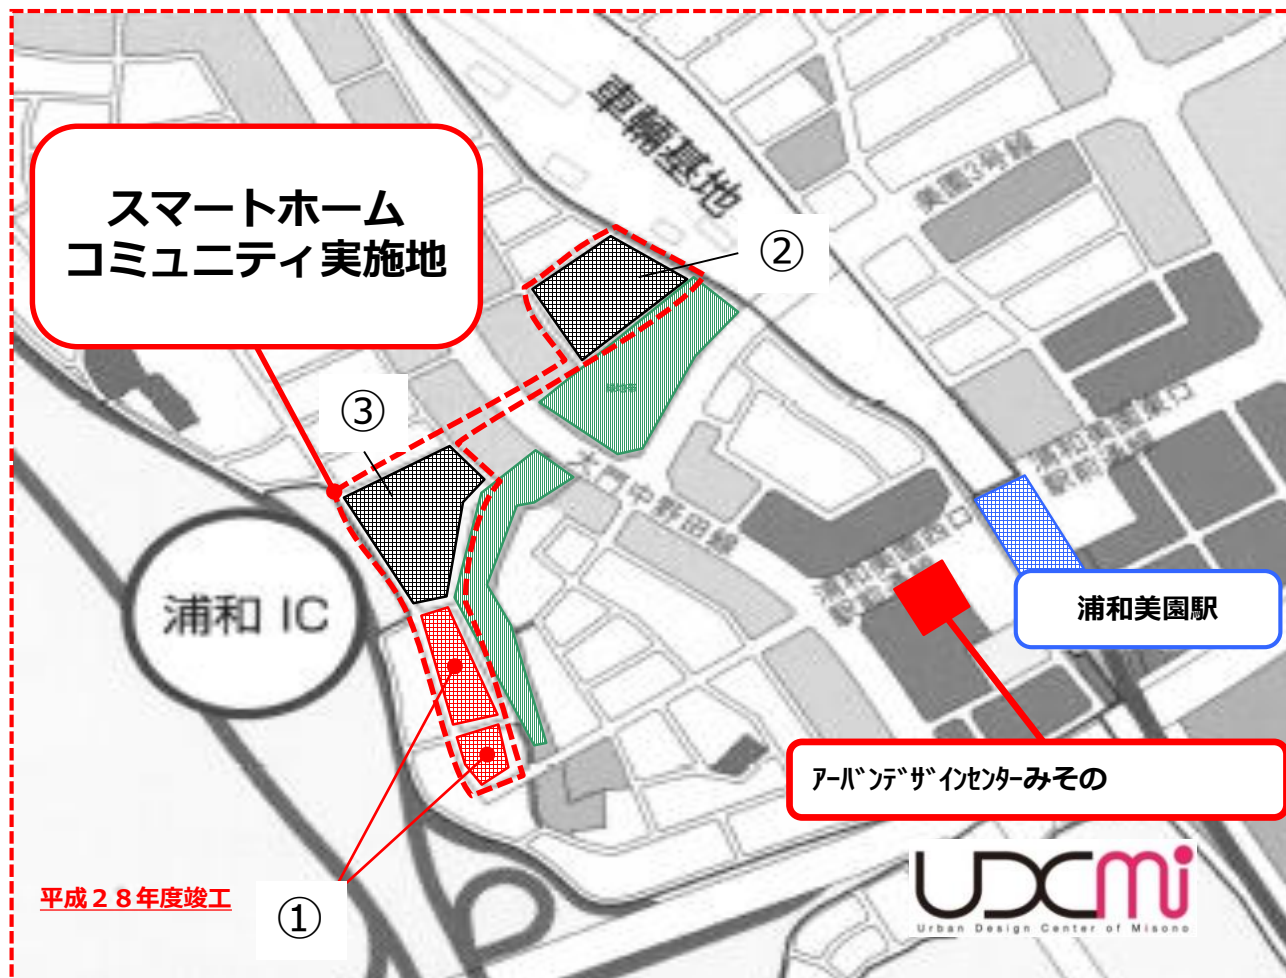 車輛基地
美園3号線
スマートホーム
コミュニティ実施地
②
③
大門中野田線
浦和美園東口
駅前通線
浦和美園西口
駅前通線
浦和 IC
浦和美園駅
ｱｰﾊﾞﾝﾃﾞｻﾞｲﾝｾﾝﾀｰみその
平成２８年度竣工
①
UDCmi
Urban Design Center of Misono